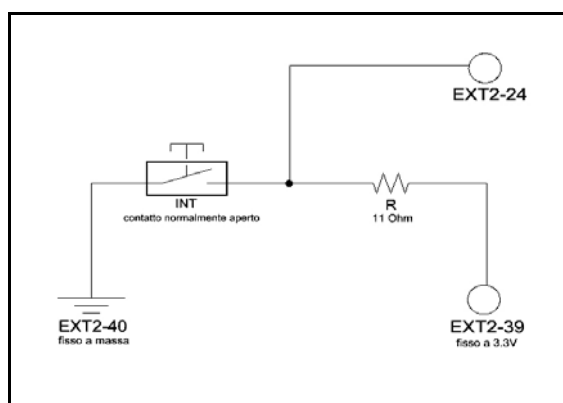 EXT2-24
INT
contatto normalmente aperto
R
11 Ohm
EXT2-40
fisso a massa
EXT2-39
fisso a 3.3V